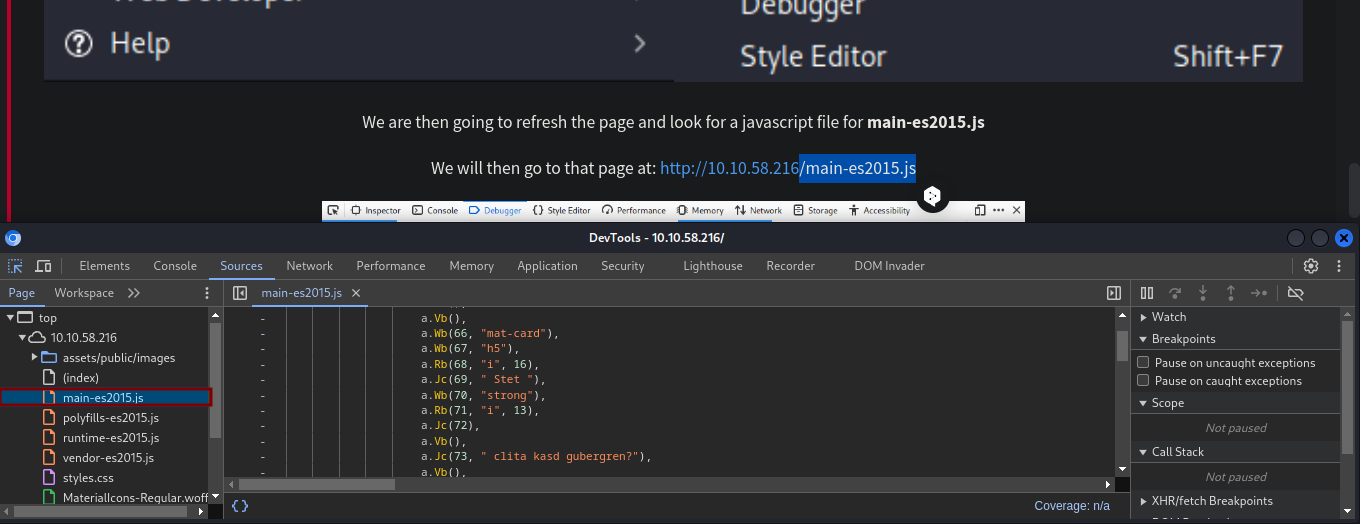 Web Developer
Debugger
Help
Style Editor Shift+F7
We are then going to refresh the page and look for a javascript file for main-es2015.js
We will then go to that page at: http://10.10.58.216/main-es2015.js
Inspector Console Debugger {} Style Editor Performance Memory Network Storage Accessibility
DevTools - 10.10.58.216/
Elements Console Sources Network Performance Memory Application Security Lighthouse Recorder DOM Invader
Page Workspace main-es2015.js
top
10.10.58.216
assets/public/images
(index)
main-es2015.js
polyfills-es2015.js
runtime-es2015.js
vendor-es2015.js
styles.css
MaterialIcons-Regular.woff
- a.Vb(),
- a.Wb(66, "mat-card"),
- a.Wb(67, "h5"),
- a.Rb(68, "i", 16),
- a.Jc(69, " Stet "),
- a.Wb(70, "strong"),
- a.Rb(71, "i", 13),
- a.Jc(72),
- a.Vb(),
- a.Jc(73, " clita kasd gubergren?"),
- a.Vb(),
{} Coverage: n/a
Watch
Breakpoints
Pause on uncaught exceptions
Pause on caught exceptions
Scope
Not paused
Call Stack
Not paused
XHR/fetch Breakpoints